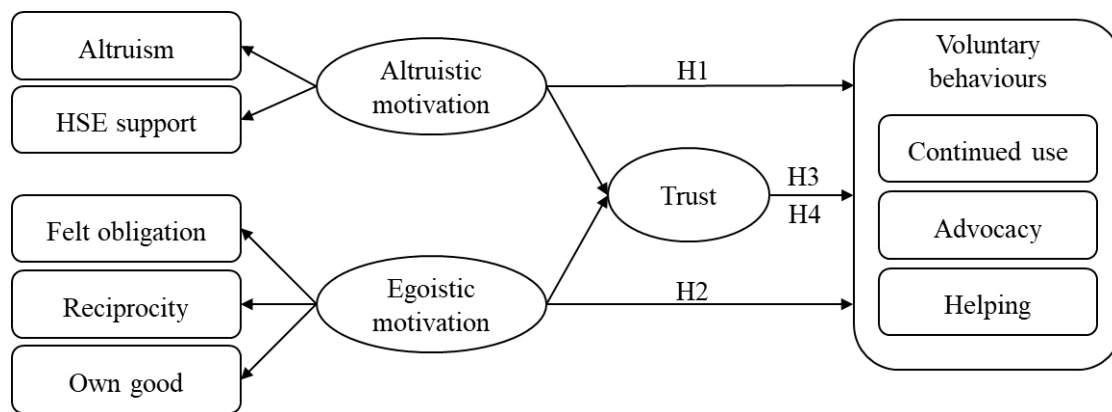 Altruism
HSE support
Felt obligation
Reciprocity
Own good
Altruistic
motivation
Egoistic
motivation
Trust
H1
H3
H4
H2
Voluntary
behaviours
Continued use
Advocacy
Helping